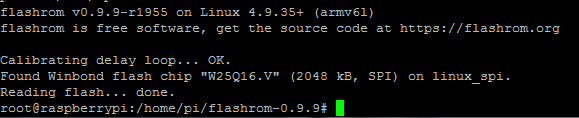 flashrom v0.9.9-r1955 on Linux 4.9.35+ (armv6l)
flashrom is free software, get the source code at https://flashrom.org
Calibrating delay loop... OK.
Found Winbond flash chip "W25Q16.V" (2048 kB, SPI) on linux_spi.
Reading flash... done.
root@raspberrypi:/home/pi/flashrom-0.9.9#